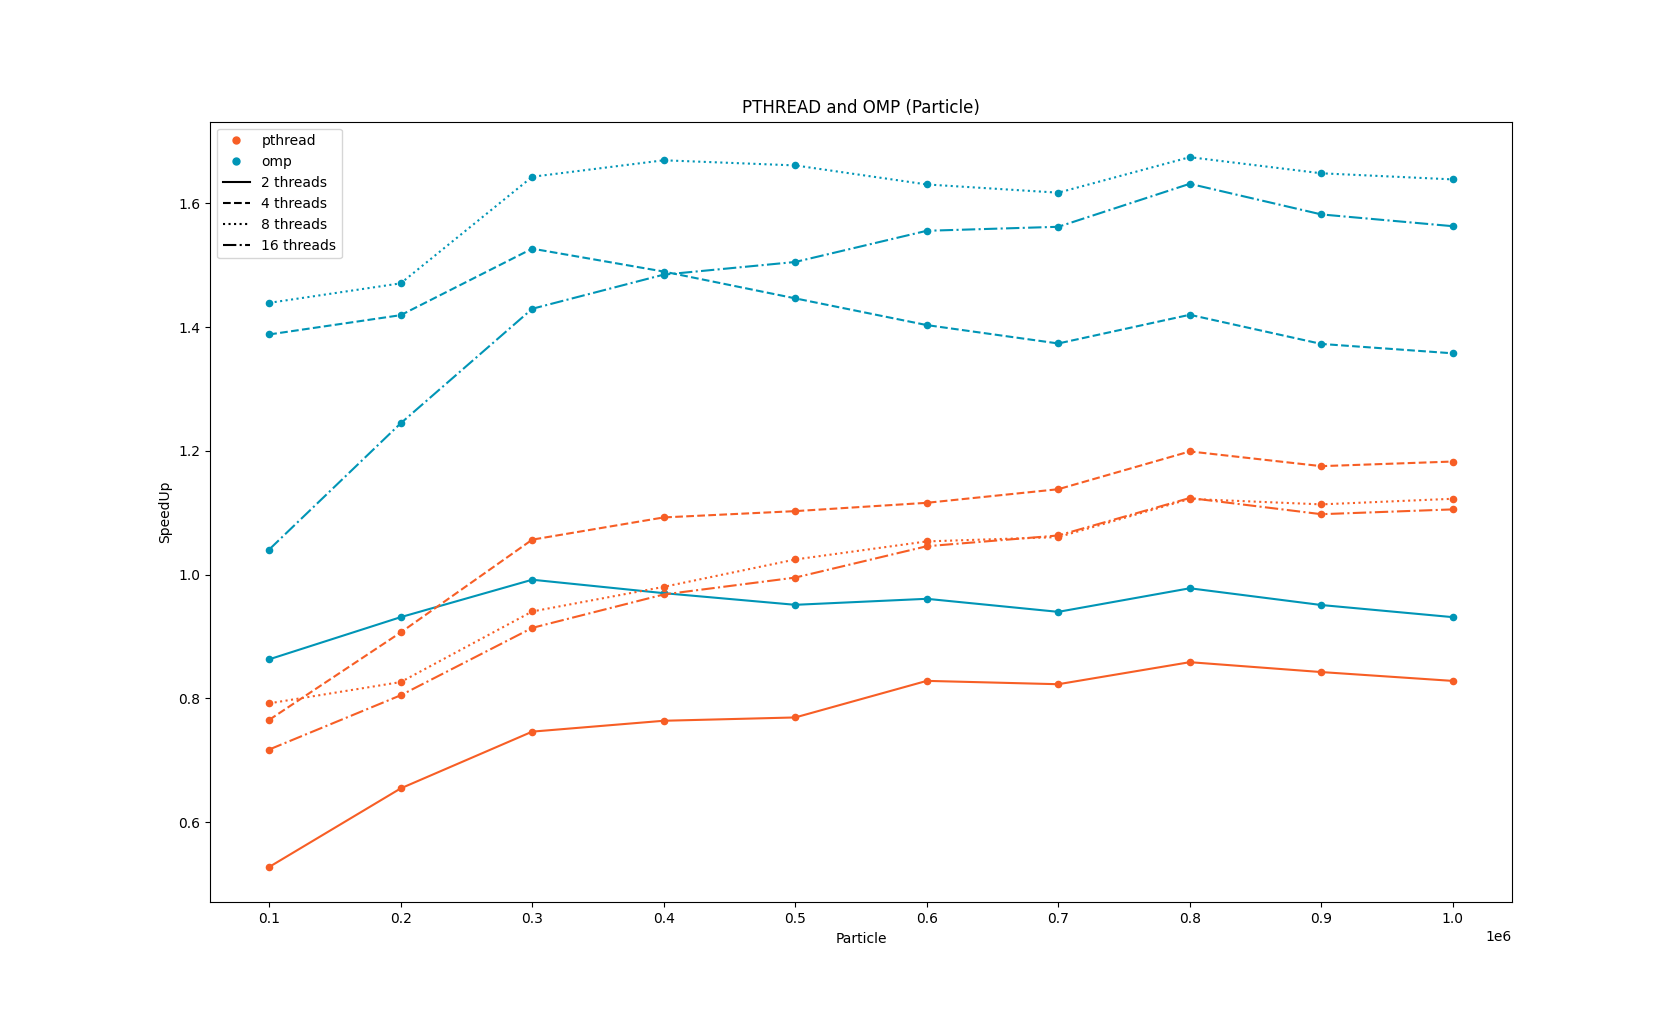 PTHREAD and OMP (Particle)
pthread
omp
2 threads
4 threads
8 threads
16 threads
1.6
1.4
1.2
1.0
0.8
0.6
SpeedUp
0.1 0.2 0.3 0.4 0.5 0.6 0.7 0.8 0.9 1.0
Particle
1e6